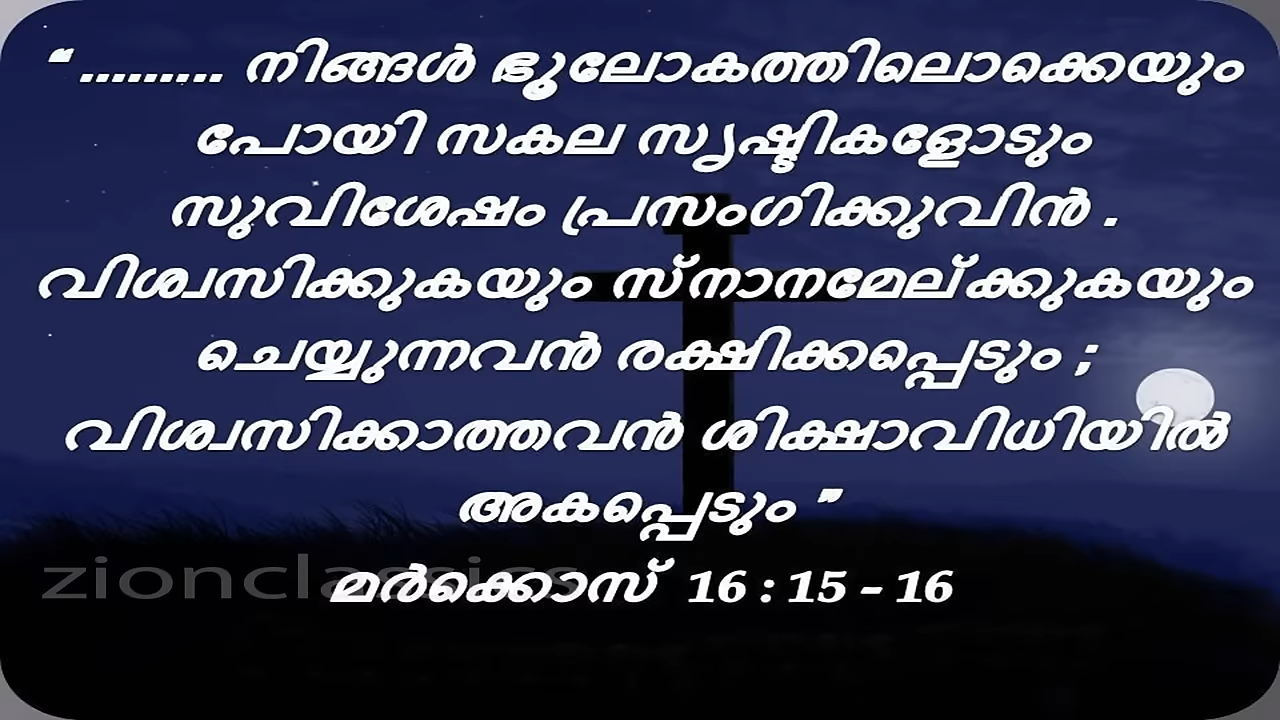 “ ......... നിങ്ങൾ ഭൂലോകത്തിലൊക്കെയും
പോയി സകല സൃഷ്ടികളോടും
സുവിശേഷം പ്രസംഗിക്കുവിൻ .
വിശ്വസിക്കുകയും സ്നാനമേല്ക്കുകയും
ചെയ്യുന്നവൻ രക്ഷിക്കപ്പെടും ;
വിശ്വസിക്കാത്തവൻ ശിക്ഷാവിധിയിൽ
അകപ്പെടും ”
മർക്കൊസ് 16 : 15 - 16
zionclassics